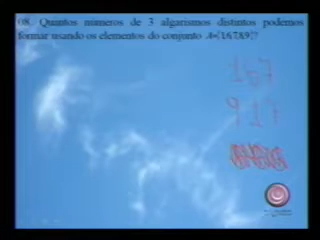 08. Quantos números de 3 algarismos distintos podemos
formar usando os elementos do conjunto A={1,6,7,8,9}?
167
917